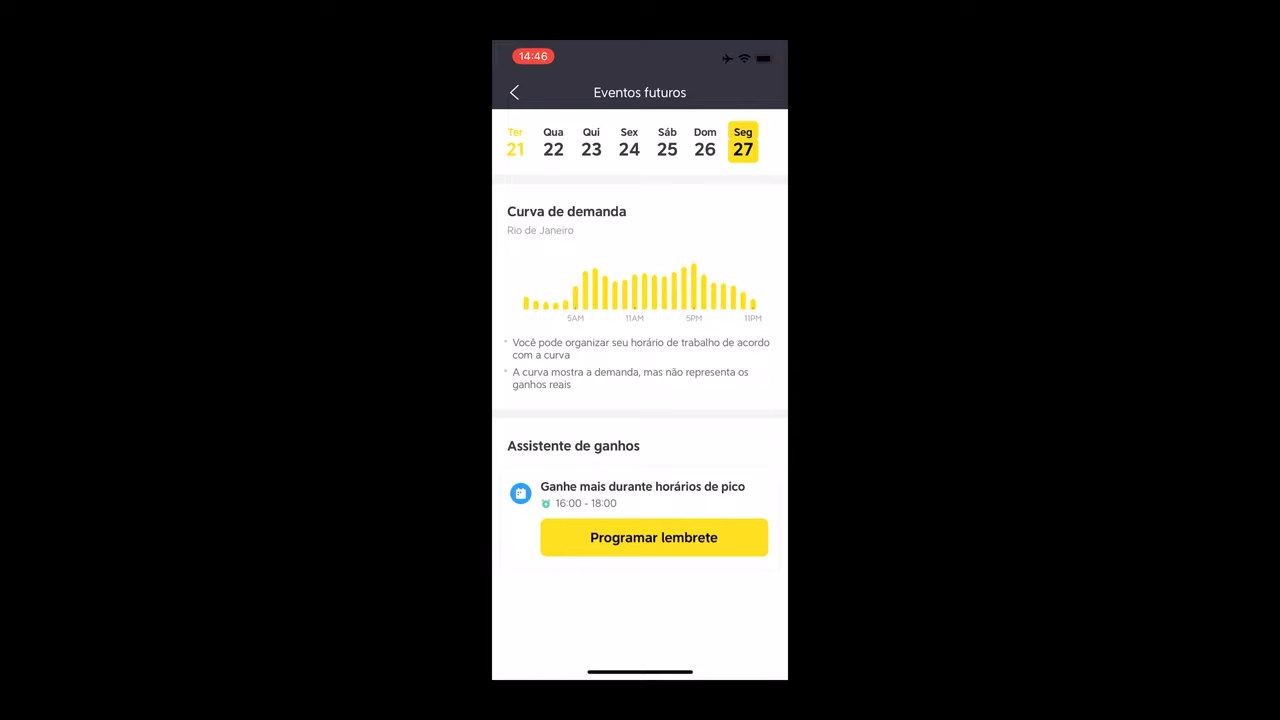 14:46
Eventos futuros
Ter Qua Qui Sex Sáb Dom Seg
21 22 23 24 25 26 27
Curva de demanda
Rio de Janeiro
5AM 11AM 5PM 11PM
Você pode organizar seu horário de trabalho de acordo
com a curva
A curva mostra a demanda, mas não representa os
ganhos reais
Assistente de ganhos
Ganhe mais durante horários de pico
16:00 - 18:00
Programar lembrete